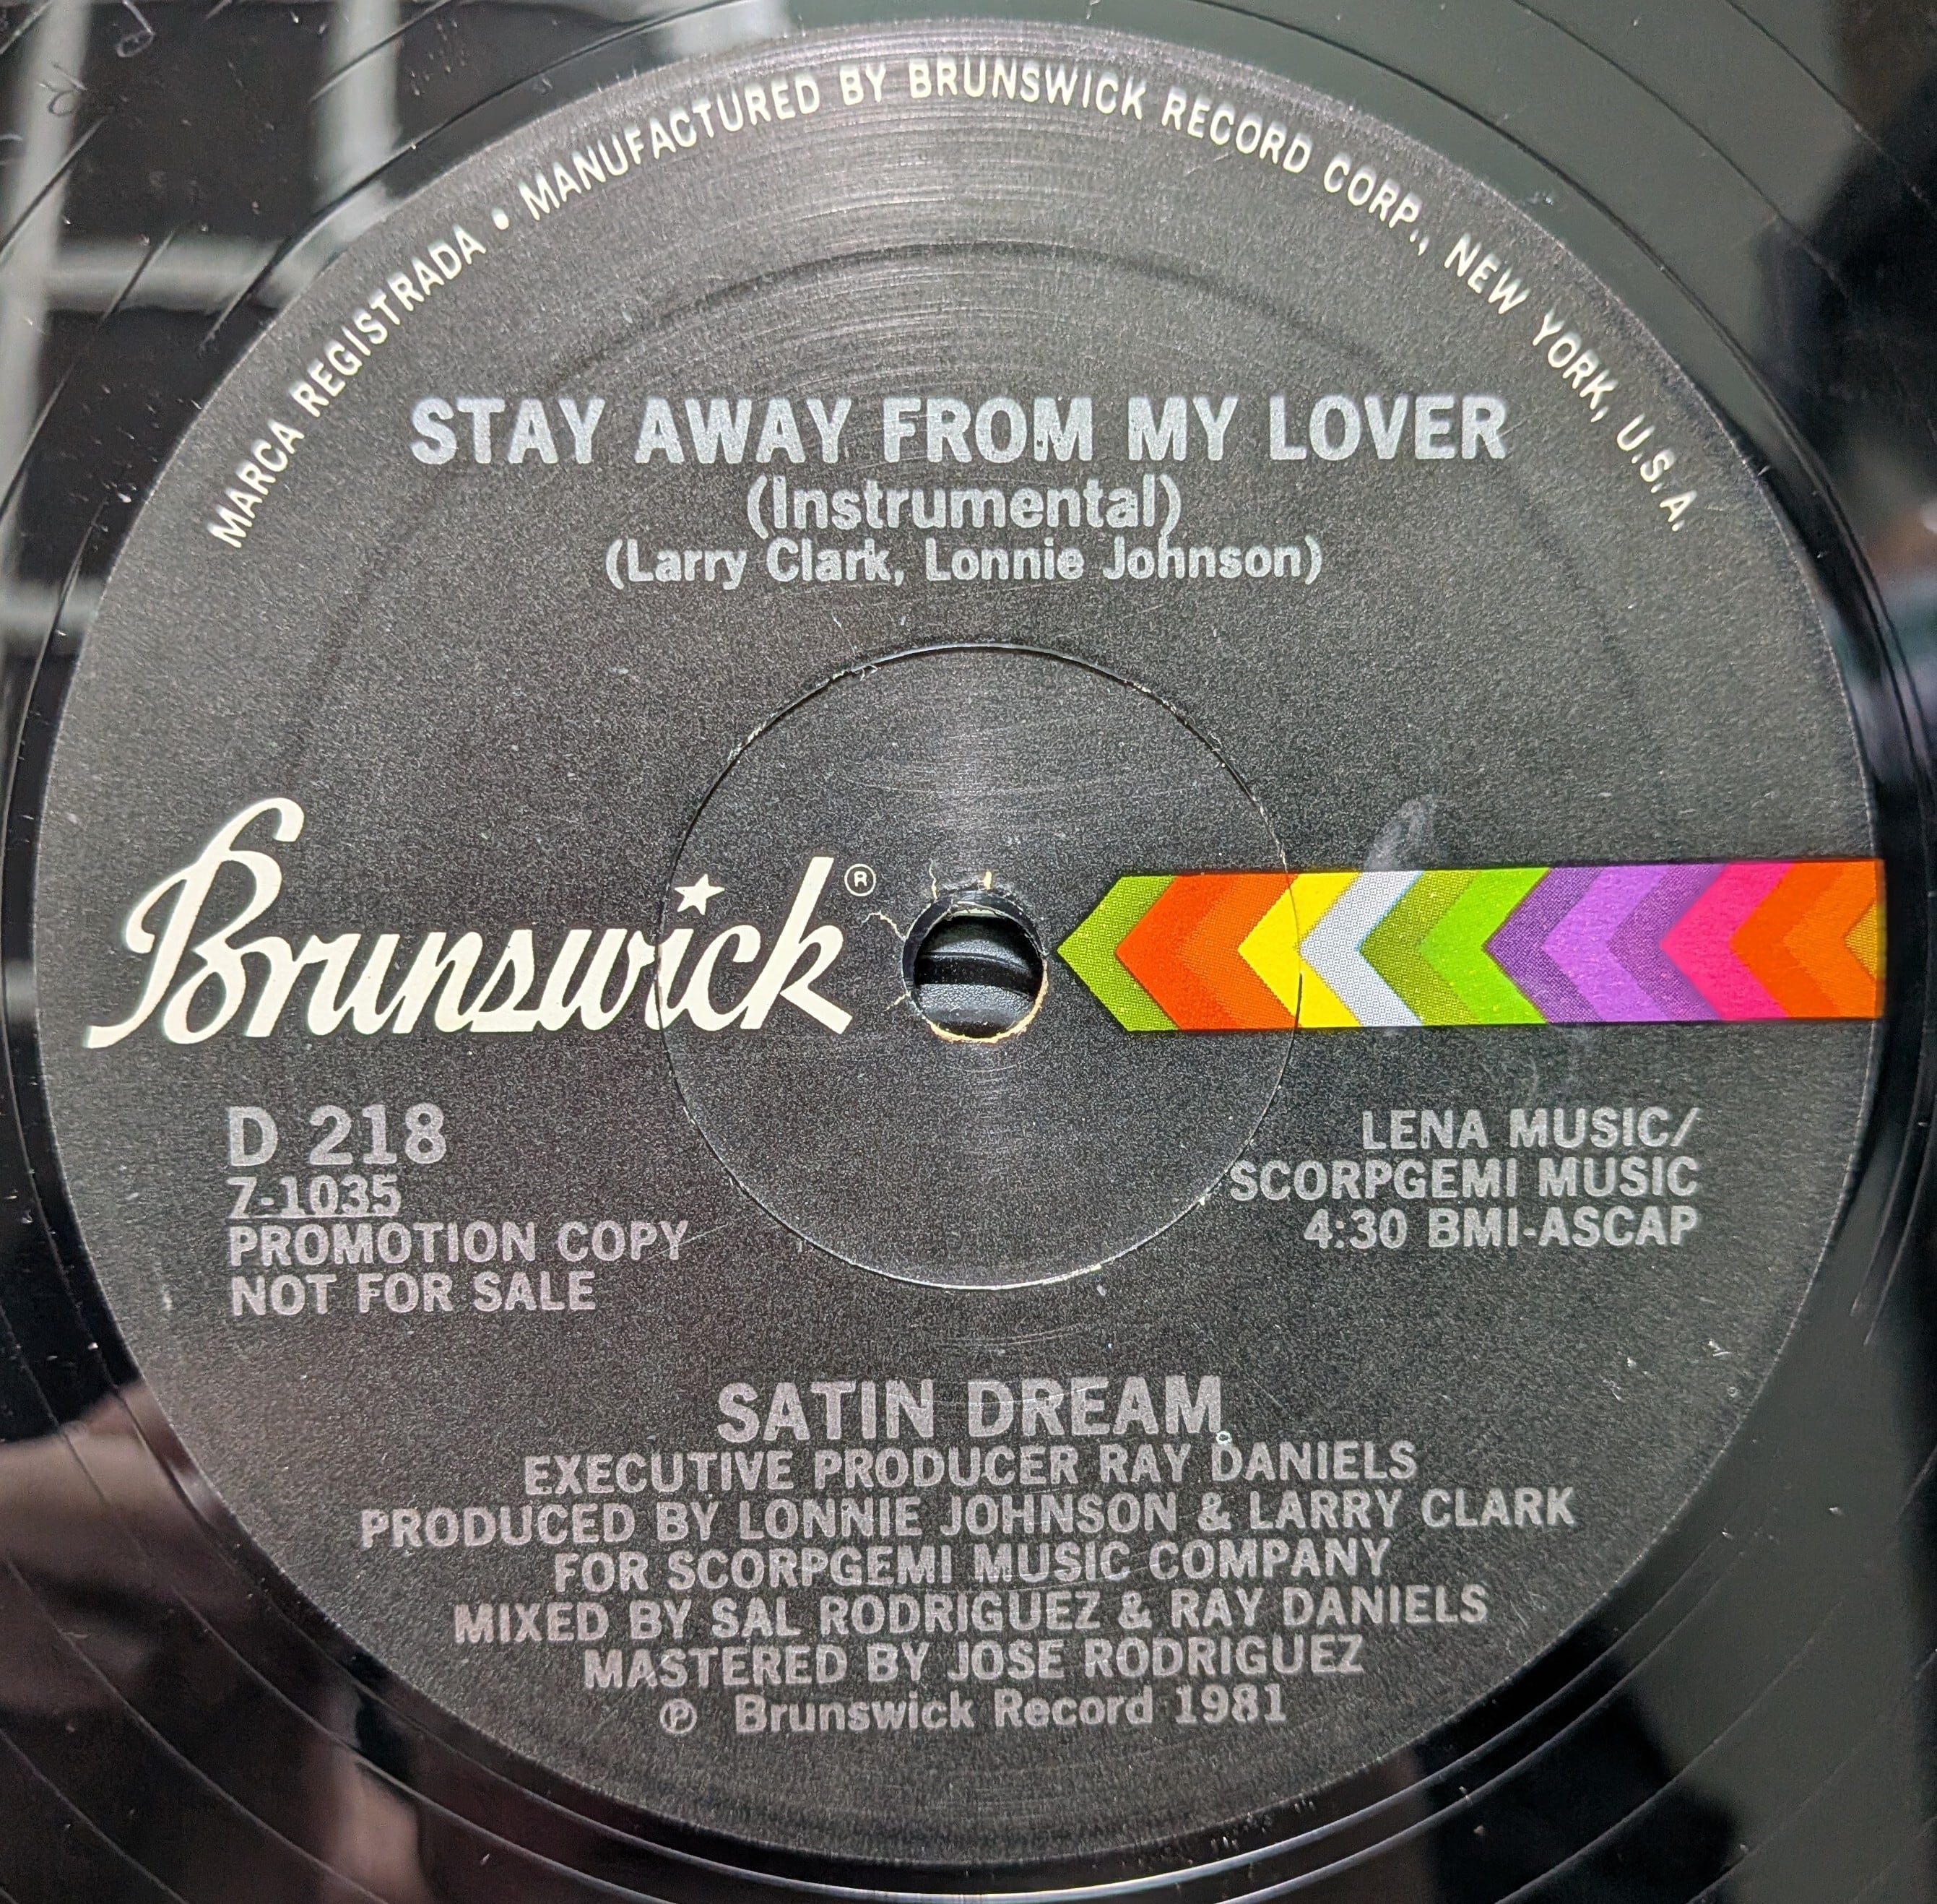 MARCA REGISTRADA • MANUFACTURED BY BRUNSWICK RECORD CORP., NEW YORK, U.S.A.
STAY AWAY FROM MY LOVER
(Instrumental)
(Larry Clark, Lonnie Johnson)
Brunswick®
D 218
7-1035
PROMOTION COPY
NOT FOR SALE
LENA MUSIC/
SCORPGEMI MUSIC
4:30 BMI-ASCAP
SATIN DREAM
EXECUTIVE PRODUCER RAY DANIELS
PRODUCED BY LONNIE JOHNSON & LARRY CLARK
FOR SCORPGEMI MUSIC COMPANY
MIXED BY SAL RODRIGUEZ & RAY DANIELS
MASTERED BY JOSE RODRIGUEZ
℗ Brunswick Record 1981